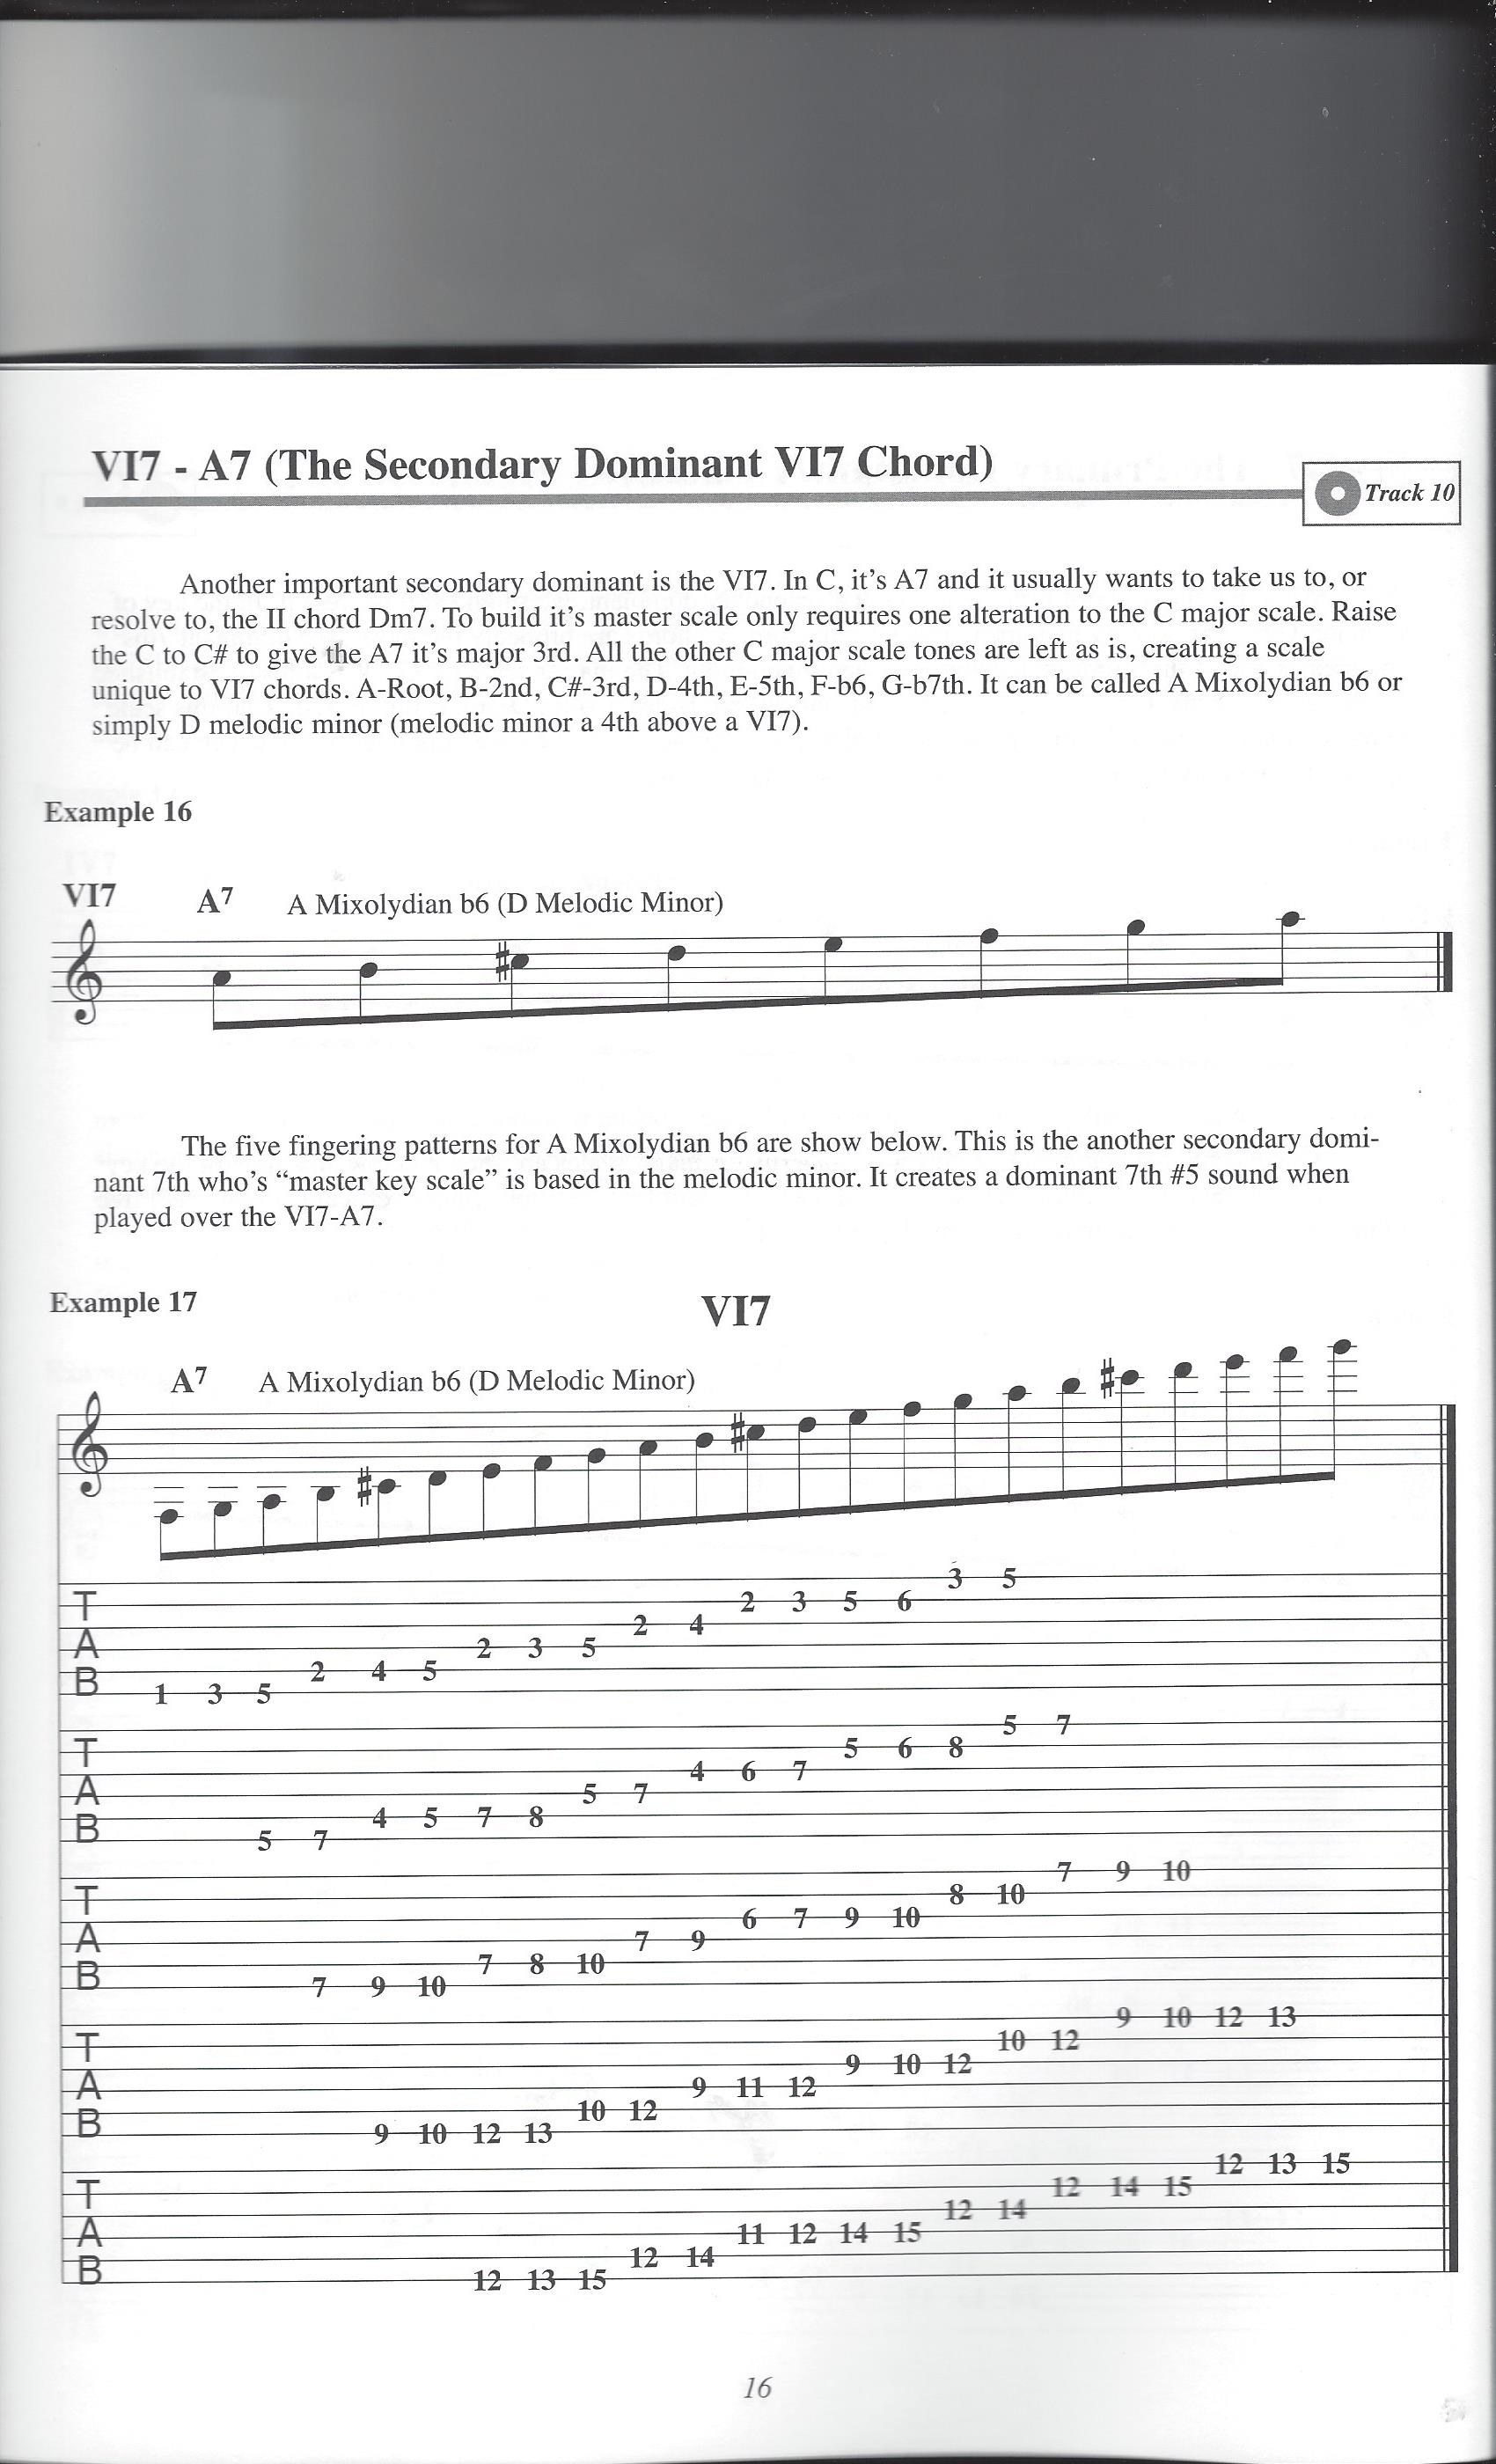 VI7 - A7 (The Secondary Dominant VI7 Chord)
Track 10
Another important secondary dominant is the VI7. In C, it's A7 and it usually wants to take us to, or
resolve to, the II chord Dm7. To build it's master scale only requires one alteration to the C major scale. Raise
the C to C# to give the A7 it's major 3rd. All the other C major scale tones are left as is, creating a scale
unique to VI7 chords. A-Root, B-2nd, C#-3rd, D-4th, E-5th, F-b6, G-b7th. It can be called A Mixolydian b6 or
simply D melodic minor (melodic minor a 4th above a VI7).
Example 16
VI7 A7 A Mixolydian b6 (D Melodic Minor)
The five fingering patterns for A Mixolydian b6 are show below. This is the another secondary domi-
nant 7th who's “master key scale” is based in the melodic minor. It creates a dominant 7th #5 sound when
played over the VI7-A7.
Example 17
VI7
A7 A Mixolydian b6 (D Melodic Minor)
T
A
B
1 3 5 2 4 5 2 3 5 2 4 2 3 5 6 3 5
T
A
B
5 7 4 5 7 8 5 7 4 6 7 5 6 8 5 7
T
A
B
7 9 10 7 8 10 7 9 6 7 9 10 8 10 7 9 10
T
A
B
9 10 12 13 10 12 9 11 12 9 10 12 10 12 9 10 12 13
T
A
B
12 13 15 12 14 11 12 14 15 12 14 12 14 15 12 13 15
16